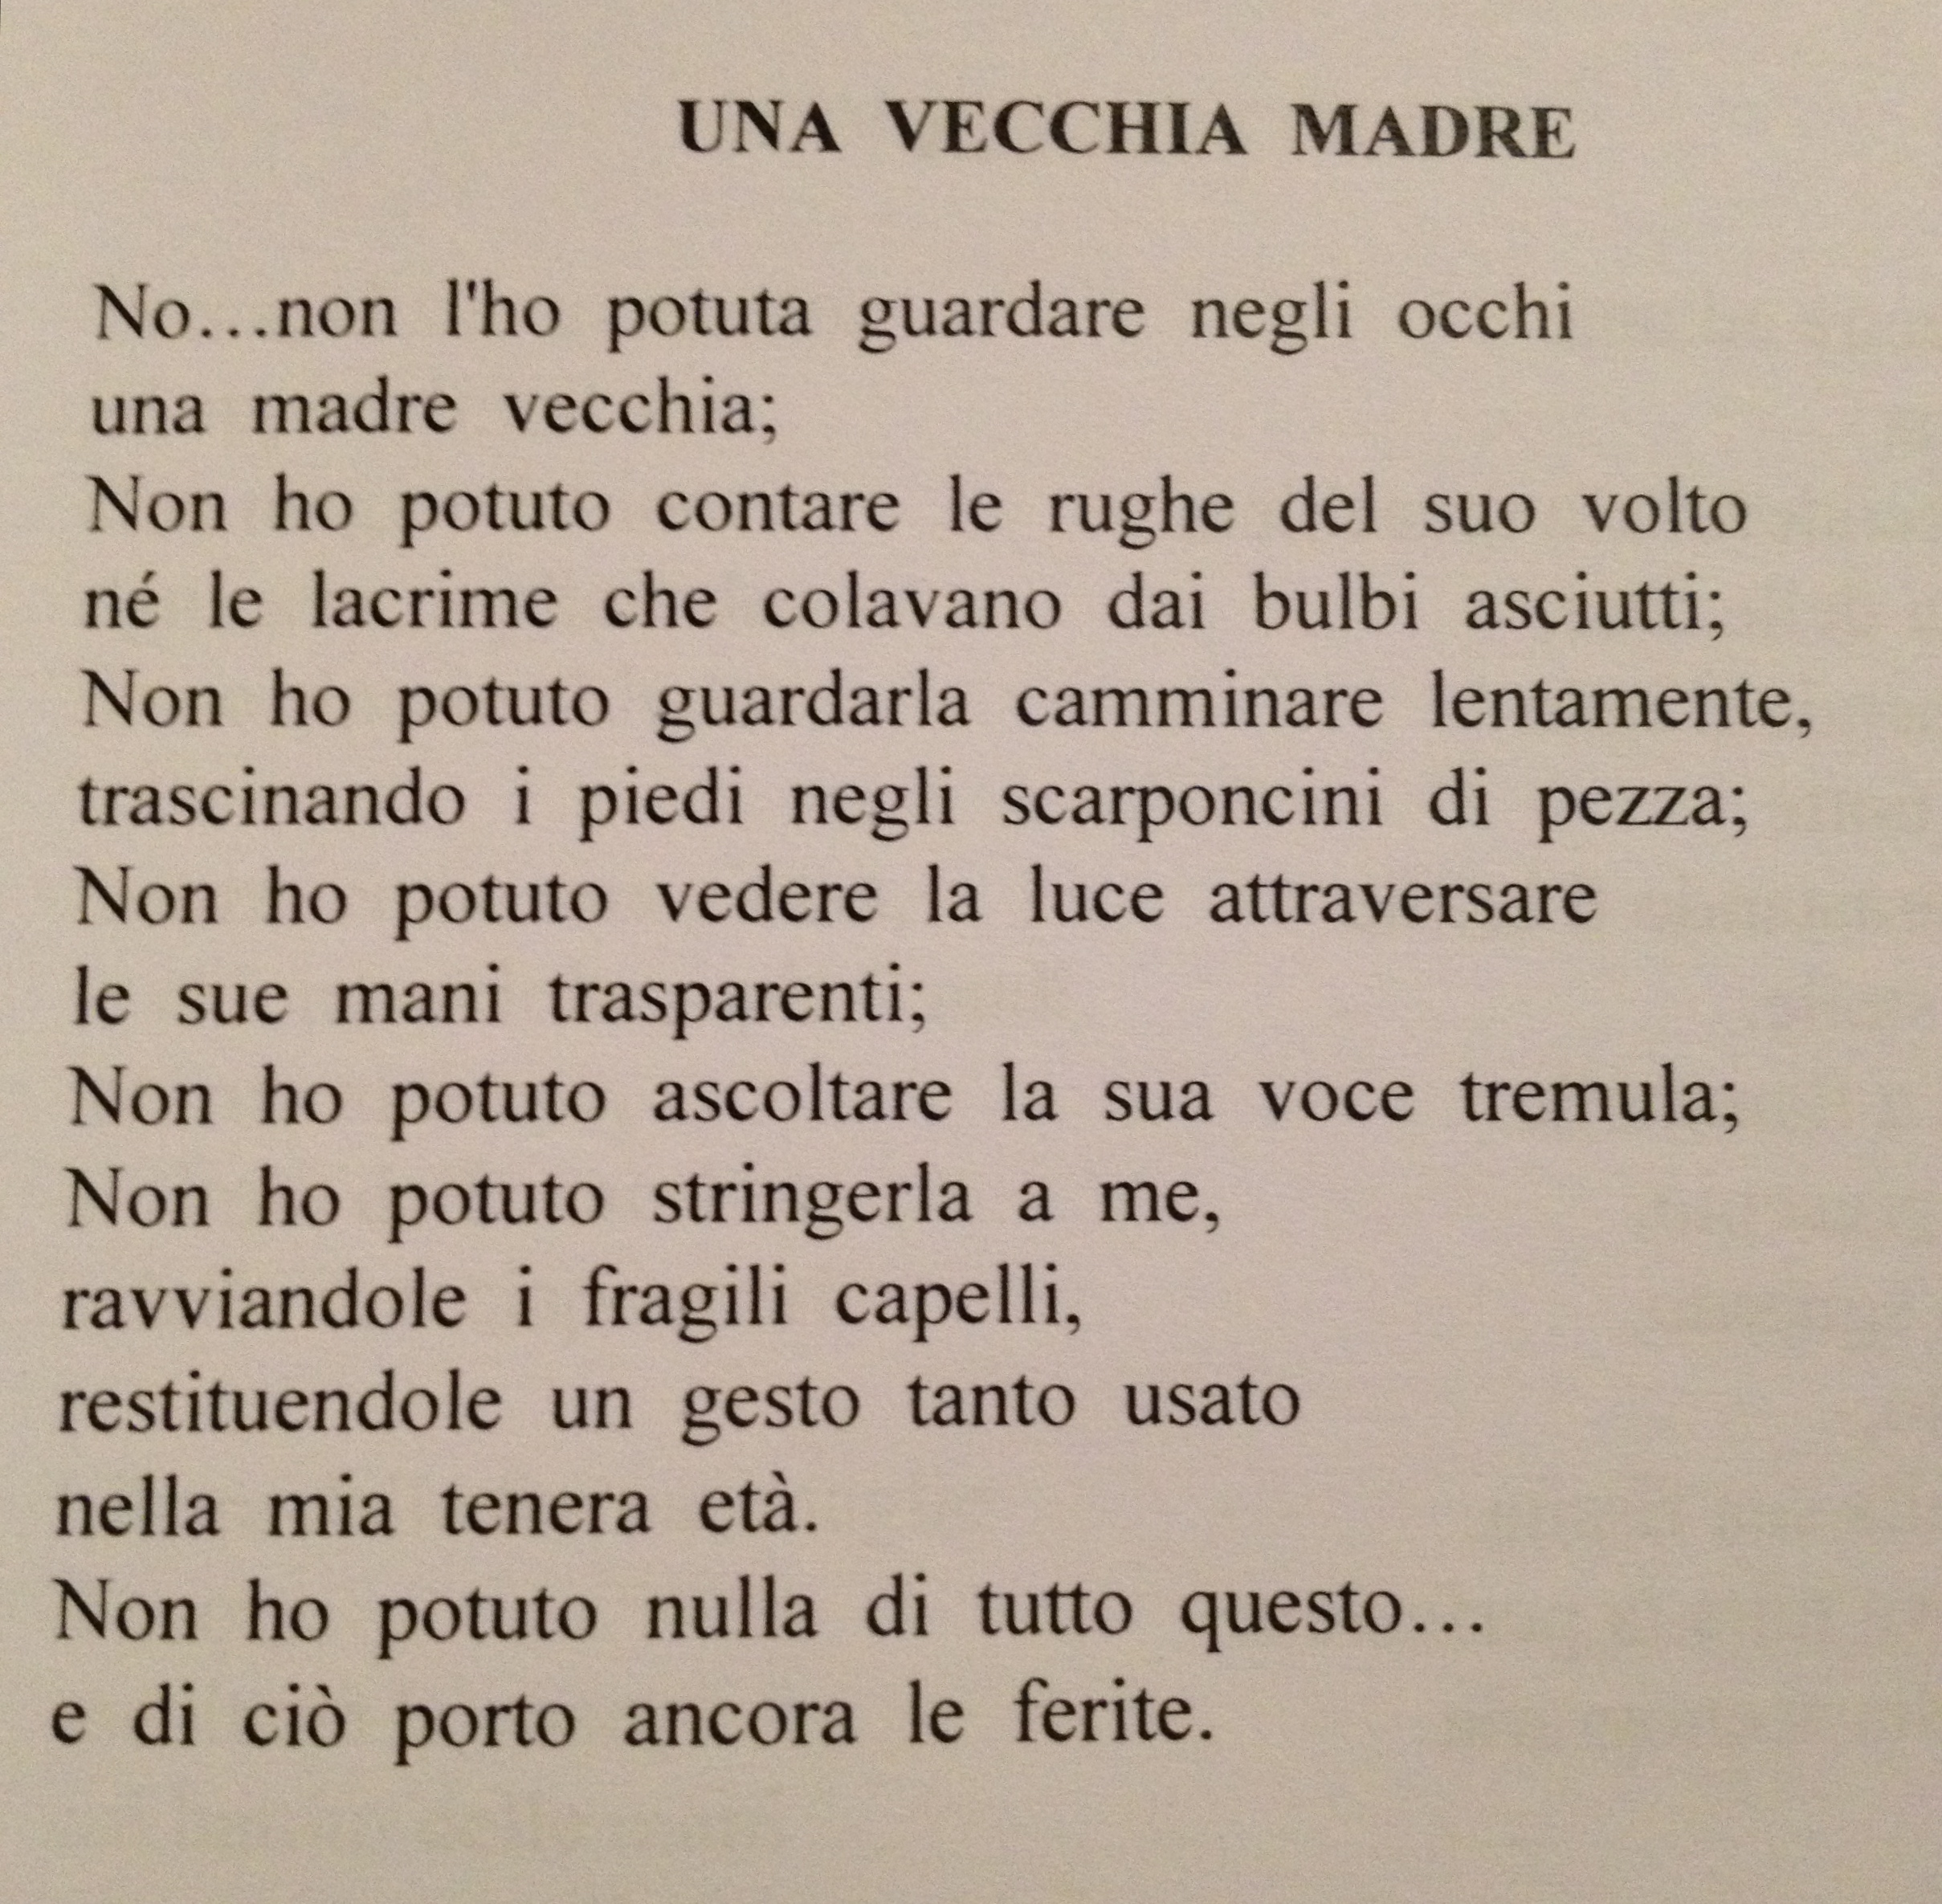 UNA VECCHIA MADRE
No...non l'ho potuta guardare negli occhi
una madre vecchia;
Non ho potuto contare le rughe del suo volto
né le lacrime che colavano dai bulbi asciutti;
Non ho potuto guardarla camminare lentamente,
trascinando i piedi negli scarponcini di pezza;
Non ho potuto vedere la luce attraversare
le sue mani trasparenti;
Non ho potuto ascoltare la sua voce tremula;
Non ho potuto stringerla a me,
ravviandole i fragili capelli,
restituendole un gesto tanto usato
nella mia tenera età.
Non ho potuto nulla di tutto questo...
e di ciò porto ancora le ferite.